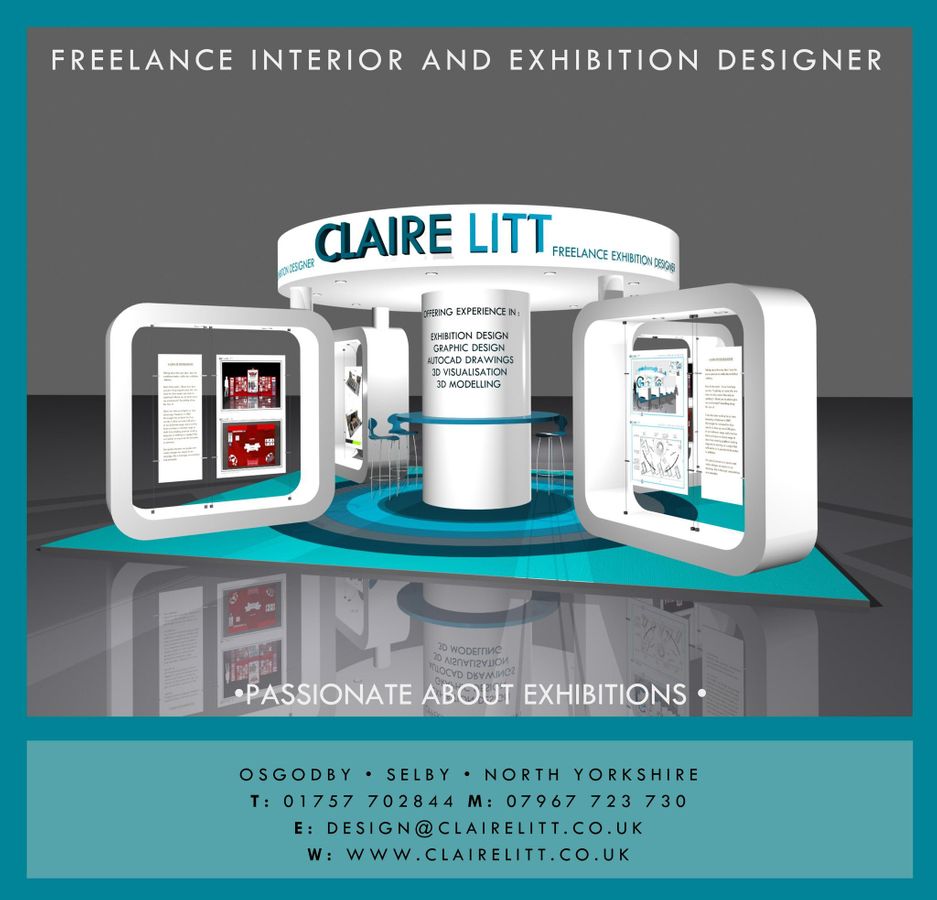 FREELANCE INTERIOR AND EXHIBITION DESIGNER
CLAIRE LITT
FREELANCE EXHIBITION DESIGNER
DESIGNER
OFFERING EXPERIENCE IN :
EXHIBITION DESIGN
GRAPHIC DESIGN
AUTOCAD DRAWINGS
3D VISUALISATION
3D MODELLING
•PASSIONATE ABOUT EXHIBITIONS •
OSGODBY • SELBY • NORTH YORKSHIRE
T: 01757 702844 M: 07967 723 730
E: DESIGN@CLAIRELITT.CO.UK
W: WWW.CLAIRELITT.CO.UK